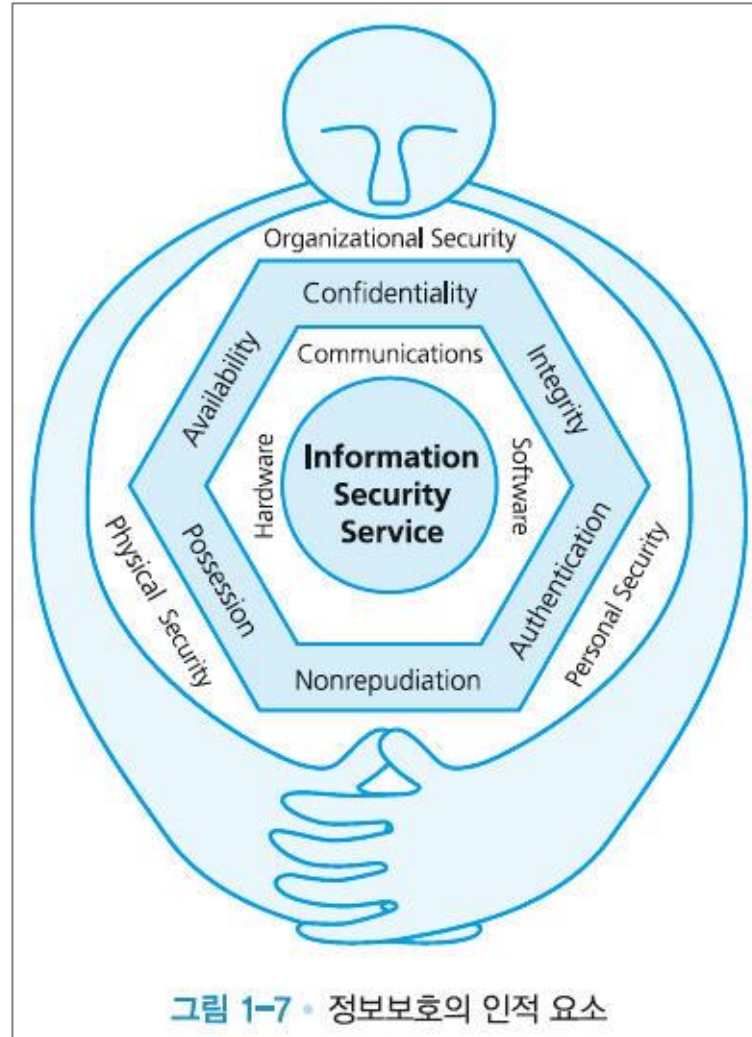 Organizational Security
Confidentiality
Availability
Integrity
Communications
Hardware
Software
Information
Security
Service
Possession
Authentication
Physical Security
Personal Security
Nonrepudiation
그림 1-7 • 정보보호의 인적 요소